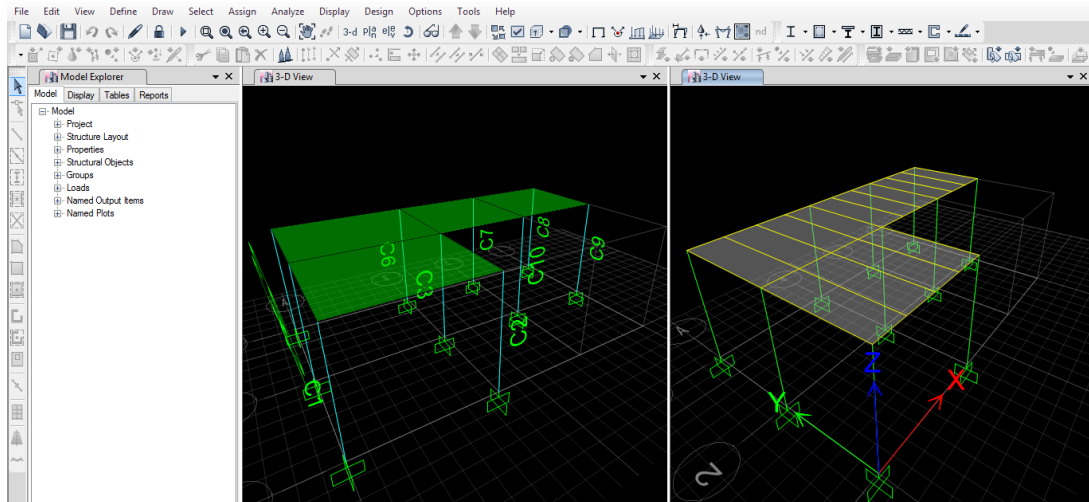 File Edit View Define Draw Select Assign Analyze Display Design Options Tools Help
3-d
nd
Model Explorer
3-D View
3-D View
Model Display Tables Reports
Model
Project
Structure Layout
Properties
Structural Objects
Groups
Loads
Named Output Items
Named Plots
C6
C7
C8
C9
C3
C10
C2
C1
A
Z
X
Y
2